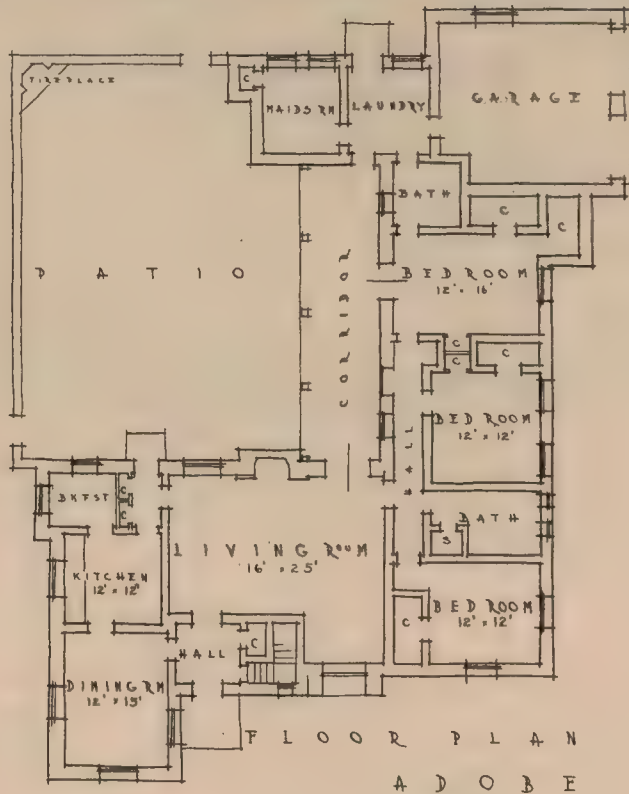 FIREPLACE
C
MAIDS RM
LAUNDRY
GARAGE
BATH
C
C
PATIO
CORRIDOR
BED ROOM
12' x 16'
C
C
C
BED ROOM
12' x 12'
HALL
BKFST
C
C
BATH
S
LIVING ROOM
16' x 25'
KITCHEN
12' x 12'
BED ROOM
12' x 12'
C
HALL
C
DINING RM
12' x 15'
FLOOR PLAN
ADOBE